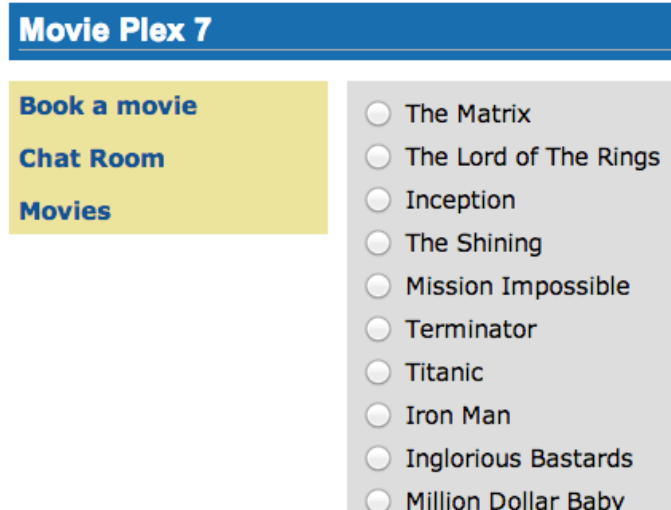 Movie Plex 7
Book a movie
Chat Room
Movies
The Matrix
The Lord of The Rings
Inception
The Shining
Mission Impossible
Terminator
Titanic
Iron Man
Inglorious Bastards
Million Dollar Baby